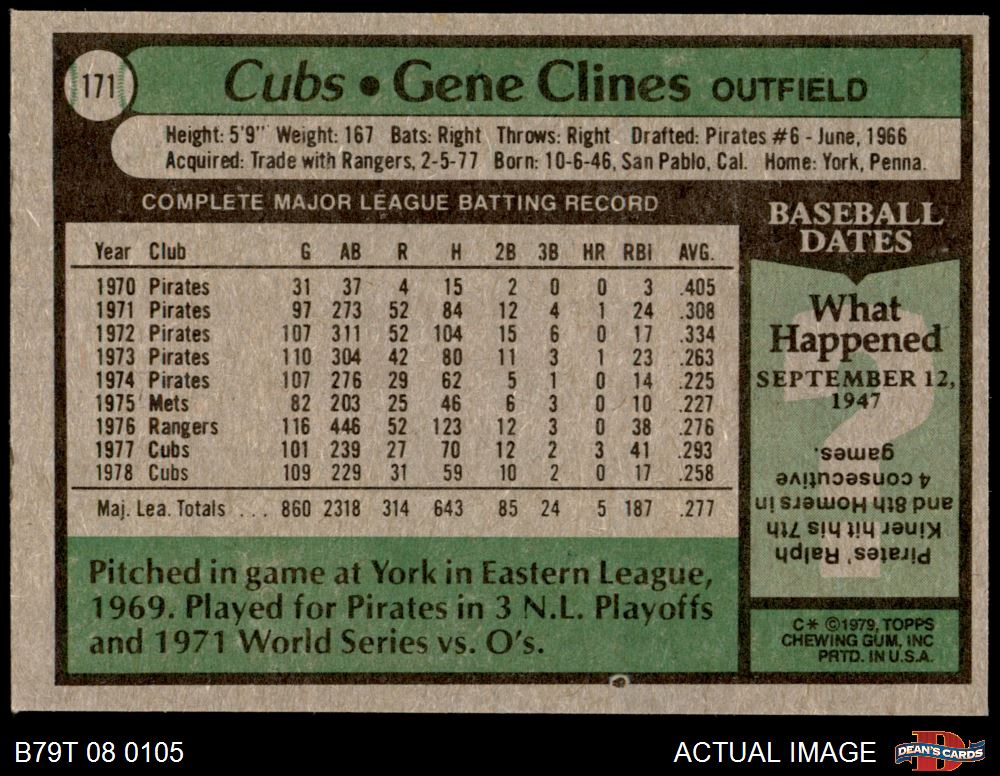 171
Cubs • Gene Clines OUTFIELD
Height: 5'9" Weight: 167 Bats: Right Throws: Right Drafted: Pirates #6 - June, 1966
Acquired: Trade with Rangers, 2-5-77 Born: 10-6-46, San Pablo, Cal. Home: York, Penna.
COMPLETE MAJOR LEAGUE BATTING RECORD
Year Club G AB R H 2B 3B HR RBI AVG.
1970 Pirates 31 37 4 15 2 0 0 3 .405
1971 Pirates 97 273 52 84 12 4 1 24 .308
1972 Pirates 107 311 52 104 15 6 0 17 .334
1973 Pirates 110 304 42 80 11 3 1 23 .263
1974 Pirates 107 276 29 62 5 1 0 14 .225
1975 Mets 82 203 25 46 6 3 0 10 .227
1976 Rangers 116 446 52 123 12 3 0 38 .276
1977 Cubs 101 239 27 70 12 2 3 41 .293
1978 Cubs 109 229 31 59 10 2 0 17 .258
Maj. Lea. Totals ... 860 2318 314 643 85 24 5 187 .277
Pitched in game at York in Eastern League,
1969. Played for Pirates in 3 N.L. Playoffs
and 1971 World Series vs. O's.
BASEBALL
DATES
What
Happened
SEPTEMBER 12,
1947
Pirates' Ralph
Kiner hit his 7th
and 8th Homers in
4 consecutive
games.
C* ©1979, TOPPS
CHEWING GUM, INC
PRTD. IN U.S.A.
B79T 08 0105
ACTUAL IMAGE
DEAN'S CARDS